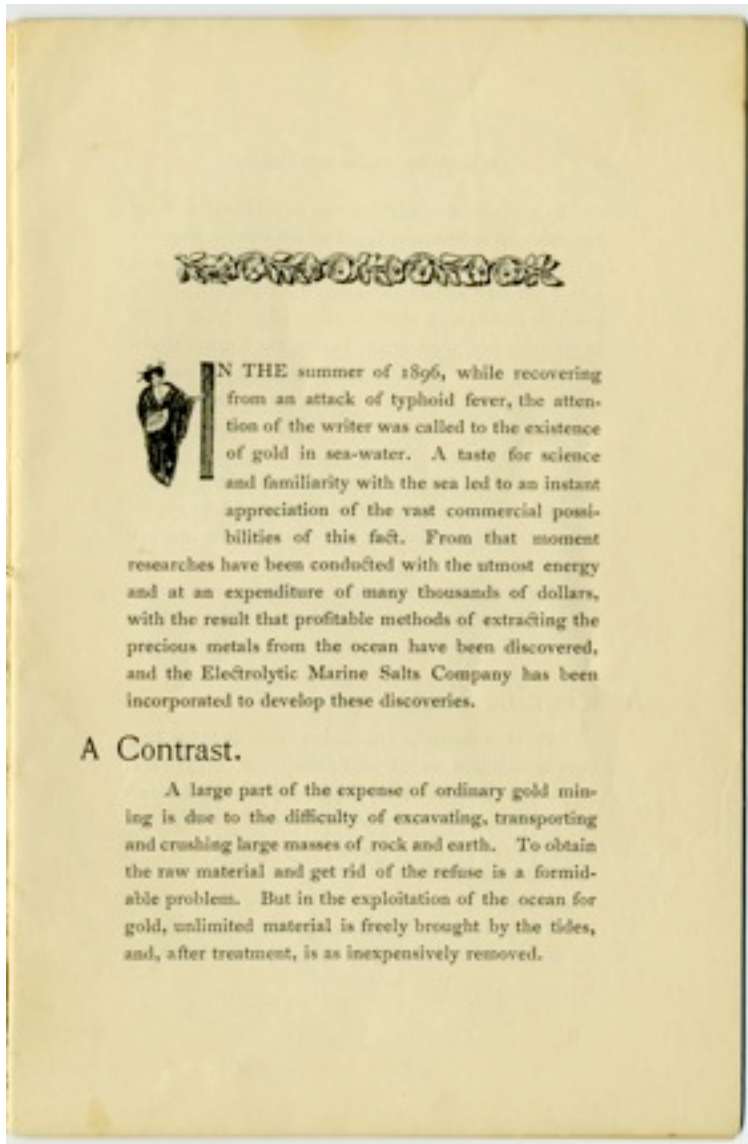 IN THE summer of 1896, while recovering
from an attack of typhoid fever, the atten-
tion of the writer was called to the existence
of gold in sea-water. A taste for science
and familiarity with the sea led to an instant
appreciation of the vast commercial possi-
bilities of this fact. From that moment
researches have been conducted with the utmost energy
and at an expenditure of many thousands of dollars,
with the result that profitable methods of extracting the
precious metals from the ocean have been discovered,
and the Electrolytic Marine Salts Company has been
incorporated to develop these discoveries.
A Contrast.
A large part of the expense of ordinary gold min-
ing is due to the difficulty of excavating, transporting
and crushing large masses of rock and earth. To obtain
the raw material and get rid of the refuse is a formid-
able problem. But in the exploitation of the ocean for
gold, unlimited material is freely brought by the tides,
and, after treatment, is as inexpensively removed.